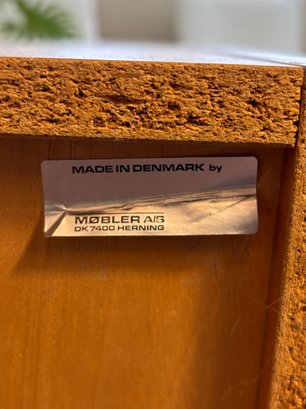 MADE IN DENMARK by
MØBLER A/S
DK 7400 HERNING